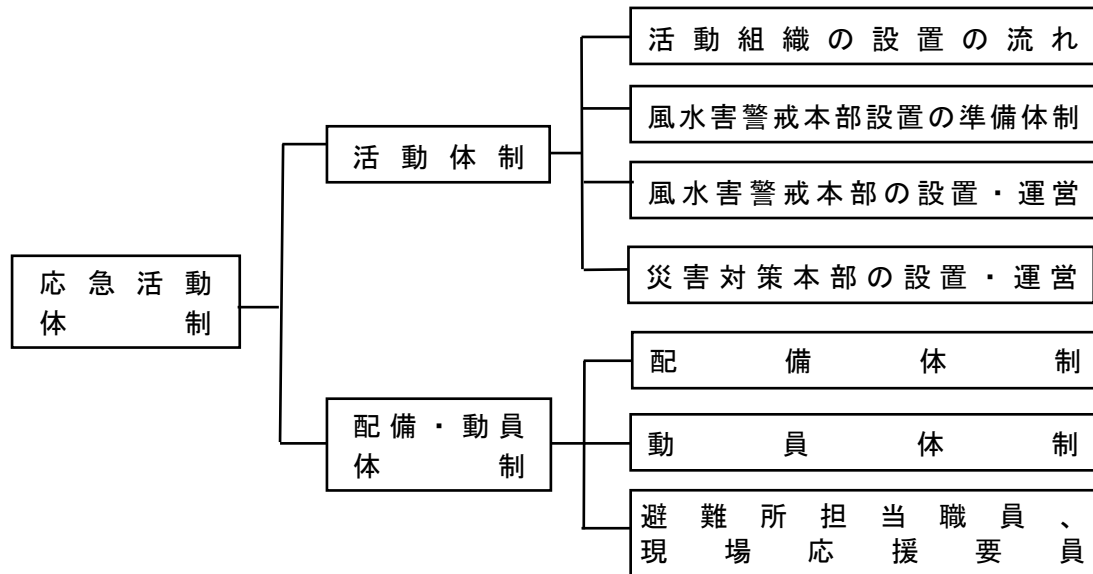 活動組織の設置の流れ
風水害警戒本部設置の準備体制
活動体制
風水害警戒本部の設置・運営
応急活動
体制
災害対策本部の設置・運営
配備体制
配備・動員
体制
動員体制
避難所担当職員、
現場応援要員